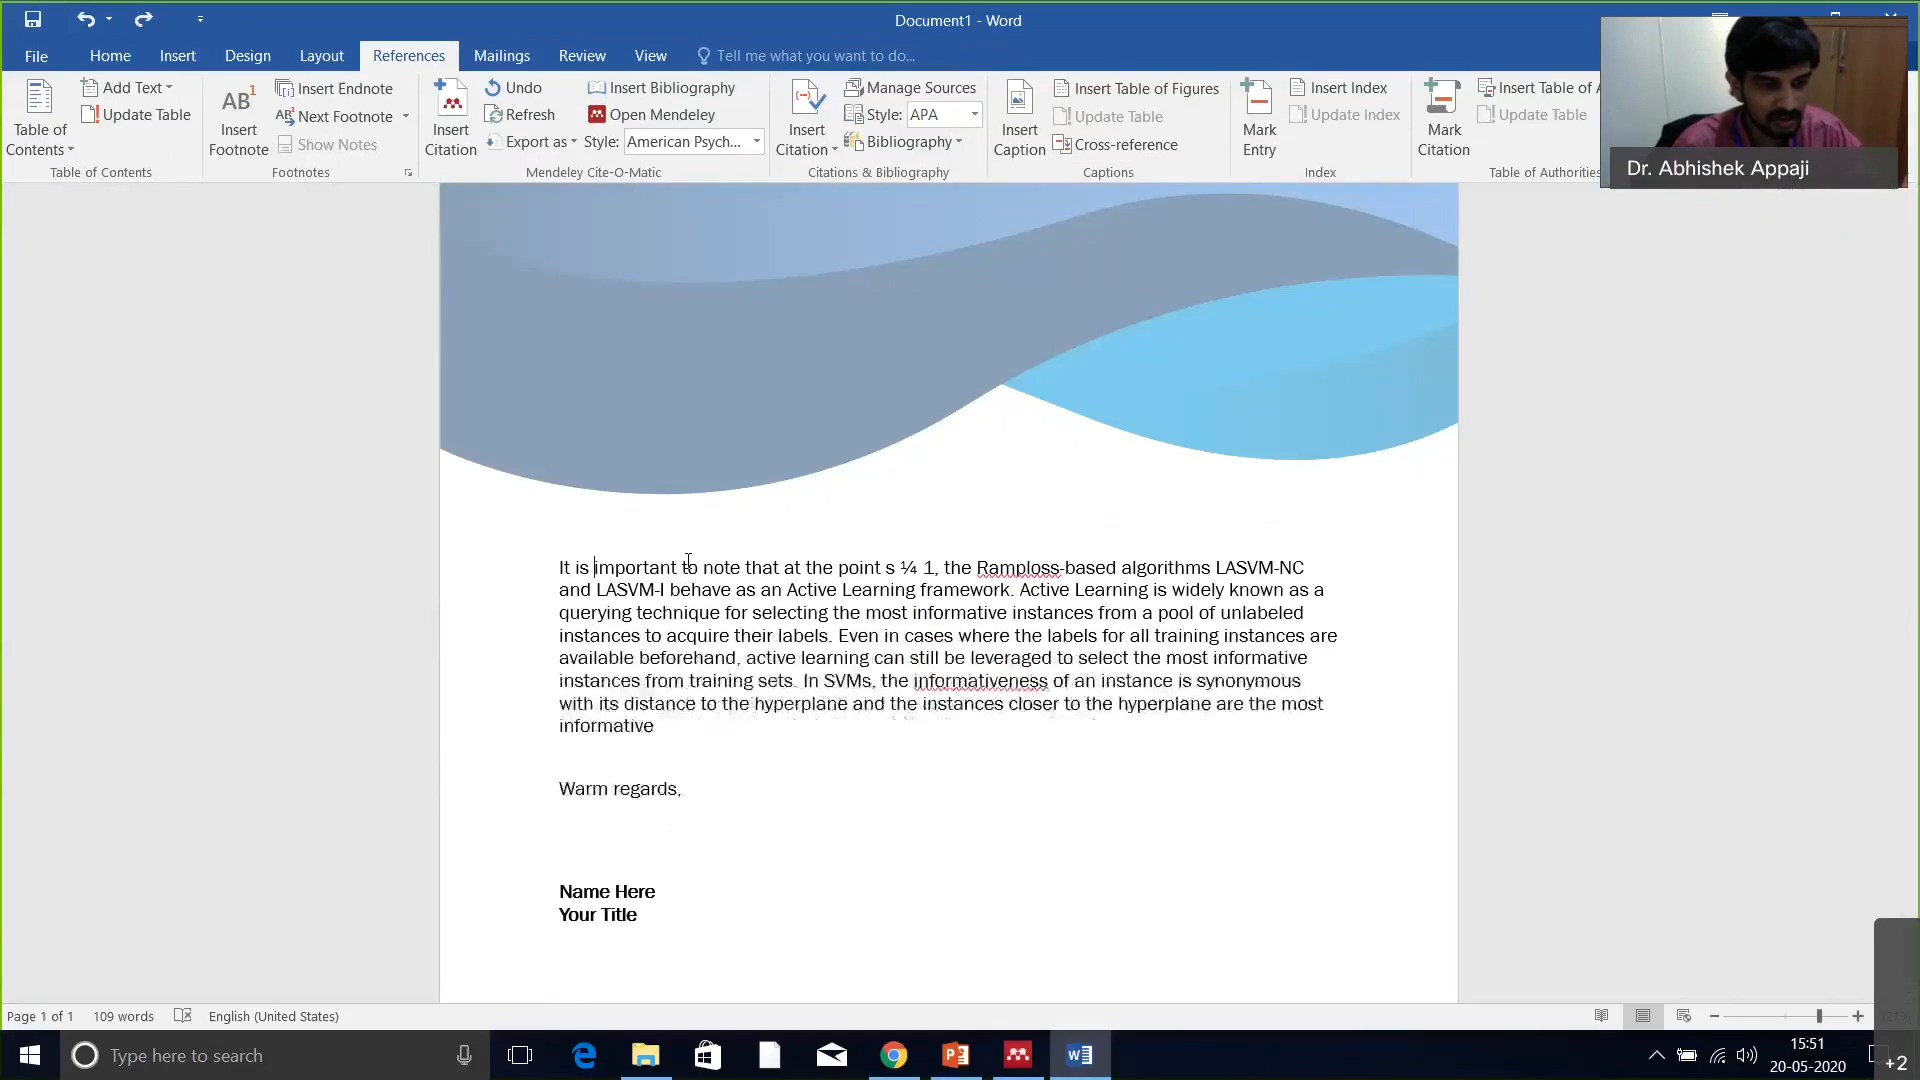 Document1 - Word
File Home Insert Design Layout References Mailings Review View Tell me what you want to do...
Table of Contents
Add Text
Update Table
Table of Contents
AB1
Insert Footnote
Insert Endnote
Next Footnote
Show Notes
Footnotes
Insert Citation
Undo
Refresh
Export as
Insert Bibliography
Open Mendeley
Style: American Psych...
Mendeley Cite-O-Matic
Insert Citation
Manage Sources
Style: APA
Bibliography
Citations & Bibliography
Insert Caption
Insert Table of Figures
Update Table
Cross-reference
Captions
Mark Entry
Insert Index
Update Index
Index
Mark Citation
Insert Table of A
Update Table
Table of Authorities
Dr. Abhishek Appaji
It is important to note that at the point s ¼ 1, the Ramploss-based algorithms LASVM-NC
and LASVM-I behave as an Active Learning framework. Active Learning is widely known as a
querying technique for selecting the most informative instances from a pool of unlabeled
instances to acquire their labels. Even in cases where the labels for all training instances are
available beforehand, active learning can still be leveraged to select the most informative
instances from training sets. In SVMs, the informativeness of an instance is synonymous
with its distance to the hyperplane and the instances closer to the hyperplane are the most
informative
Warm regards,
Name Here
Your Title
Page 1 of 1 109 words English (United States)
Type here to search
15:51
20-05-2020
+2